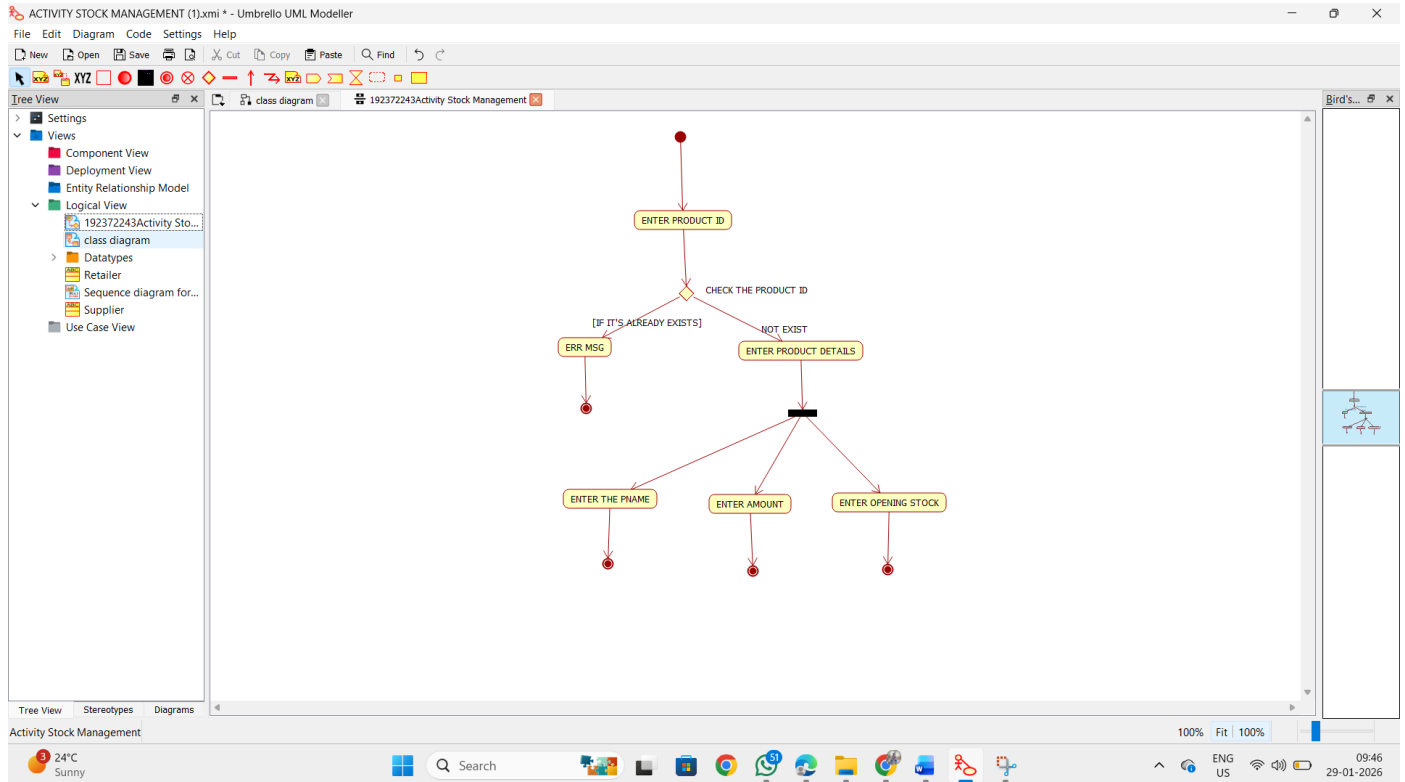 ACTIVITY STOCK MANAGEMENT (1).xmi * - Umbrello UML Modeller
File Edit Diagram Code Settings Help
New Open Save Cut Copy Paste Find
XYZ XYZ
Tree View
class diagram
192372243Activity Stock Management
Bird's...
Settings
Views
Component View
Deployment View
Entity Relationship Model
Logical View
192372243Activity Sto...
class diagram
Datatypes
Retailer
Sequence diagram for...
Supplier
Use Case View
ENTER PRODUCT ID
CHECK THE PRODUCT ID
[IF IT'S ALREADY EXISTS]
NOT EXIST
ERR MSG
ENTER PRODUCT DETAILS
ENTER THE PNAME
ENTER AMOUNT
ENTER OPENING STOCK
Tree View Stereotypes Diagrams
Activity Stock Management
100% Fit 100%
3
24°C
Sunny
Search
51
ENG
US
09:46
29-01-2026